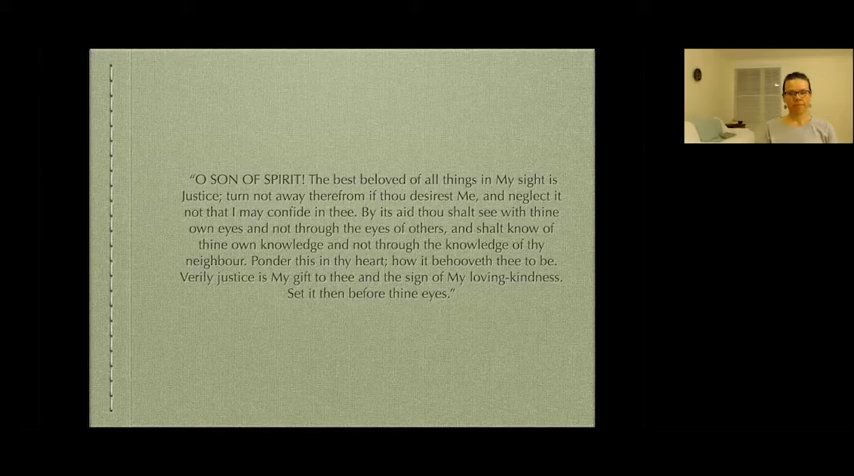 “O SON OF SPIRIT! The best beloved of all things in My sight is
Justice; turn not away therefrom if thou desirest Me, and neglect it
not that I may confide in thee. By its aid thou shalt see with thine
own eyes and not through the eyes of others, and shalt know of
thine own knowledge and not through the knowledge of thy
neighbour. Ponder this in thy heart; how it behooveth thee to be.
Verily justice is My gift to thee and the sign of My loving-kindness.
Set it then before thine eyes.”